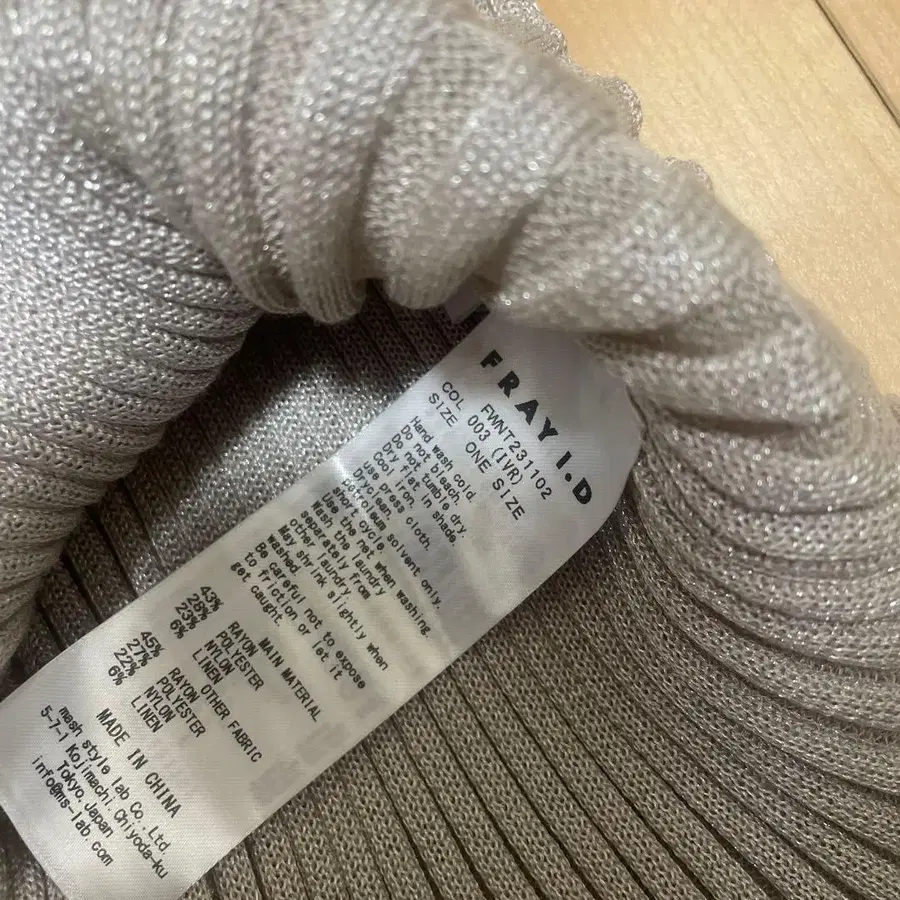 FRAY I.D
FWNT231102
COL 003 (IVR)
SIZE ONE SIZE
Hand wash cold.
Do not bleach.
Do not tumble dry.
Dry flat in shade.
Cool iron.
use press cloth.
Dryclean,
petroleum solvent only.
short cycle.
Use the net when washing
Wash the laundry
separately from
other laundry.
May shrink slightly when
washed.
Be careful not to expose
to friction or let it
get caught.
MAIN MATERIAL
43% RAYON
28% POLYESTER
23% NYLON
6% LINEN
OTHER FABRIC
45% RAYON
27% POLYESTER
22% NYLON
6% LINEN
MADE IN CHINA
mash style lab Co.,Ltd.
5-7-1 Kojimachi,Chiyoda-ku
Tokyo,Japan
info@ms-lab.com